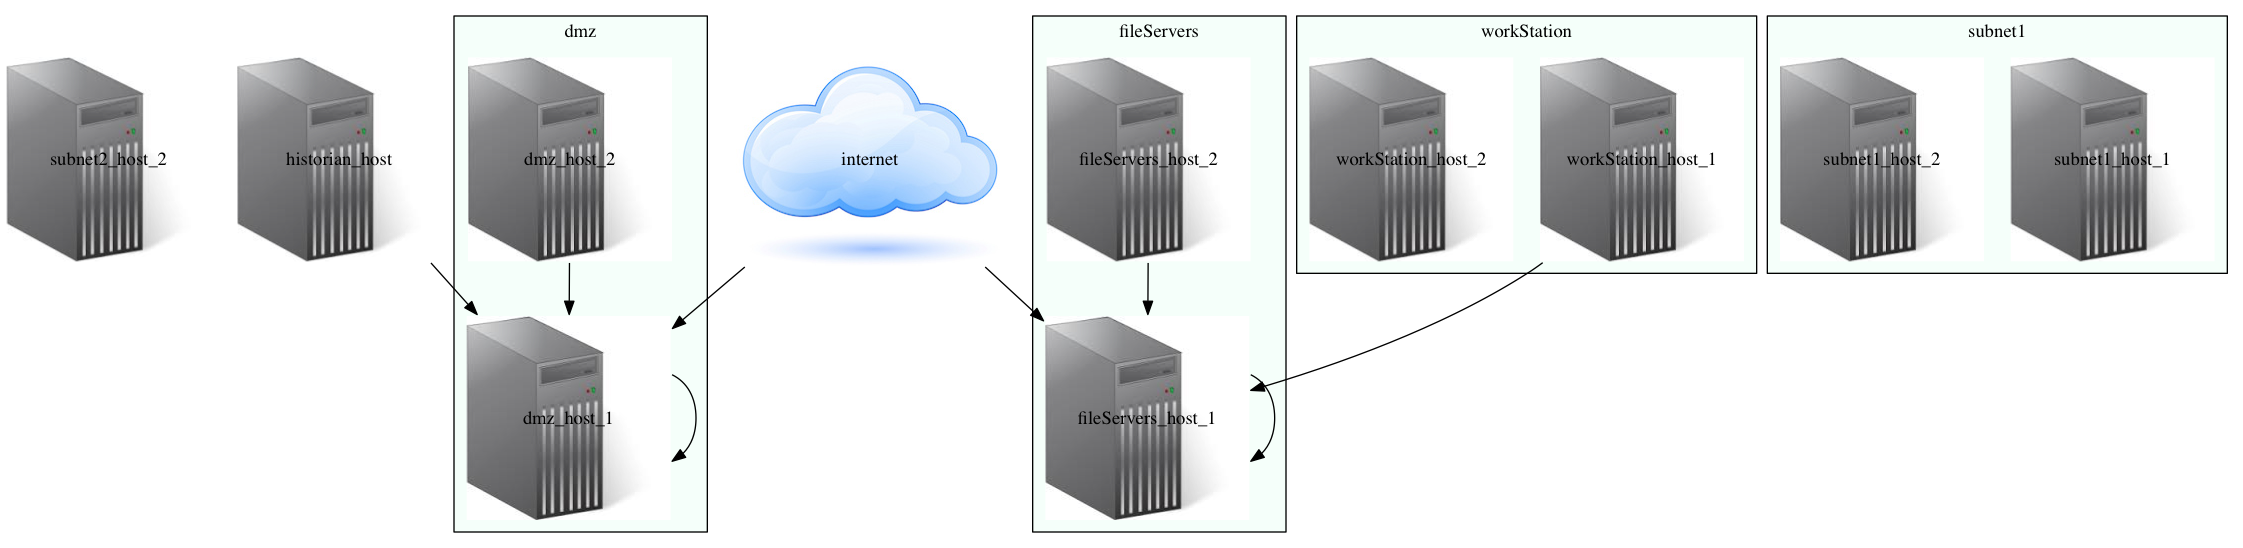 dmz
fileServers
workStation
subnet1
subnet2_host_2
historian_host
dmz_host_2
internet
fileServers_host_2
workStation_host_2
workStation_host_1
subnet1_host_2
subnet1_host_1
dmz_host_1
fileServers_host_1